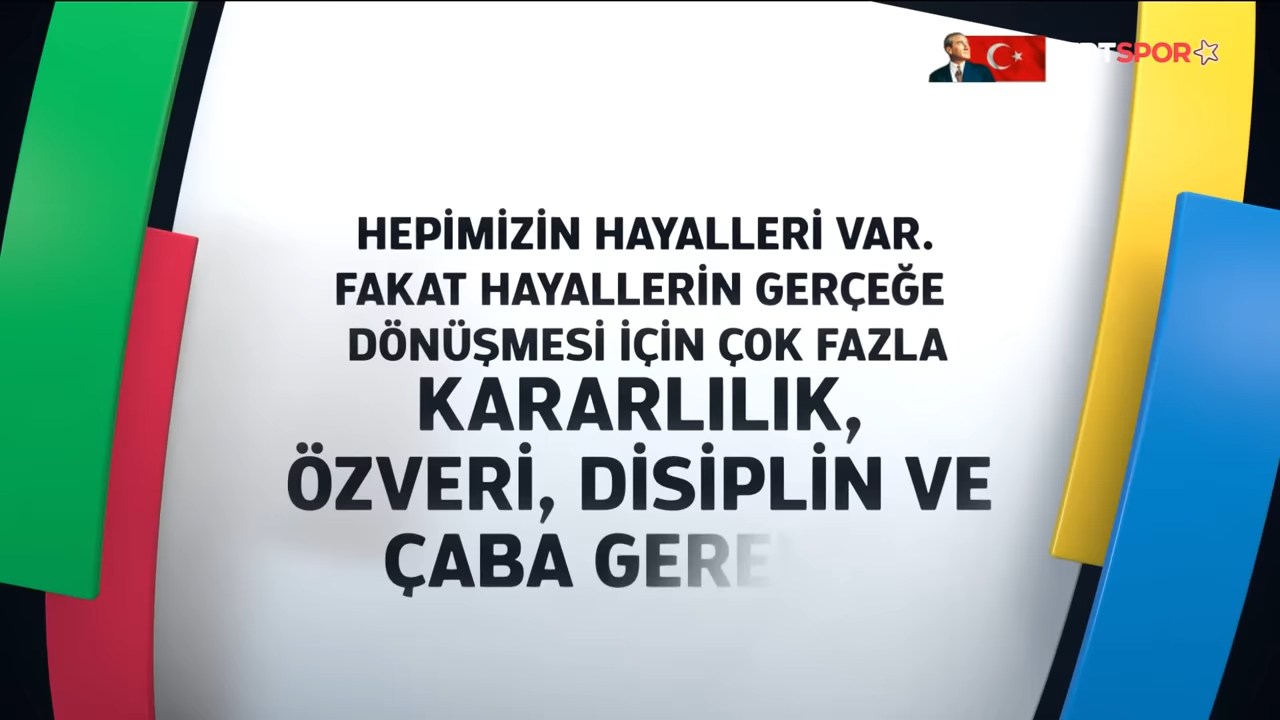 TSPOR
HEPİMİZİN HAYALLERİ VAR.
FAKAT HAYALLERİN GERÇEĞE
DÖNÜŞMESİ İÇİN ÇOK FAZLA
KARARLILIK,
ÖZVERİ, DİSİPLİN VE
ÇABA